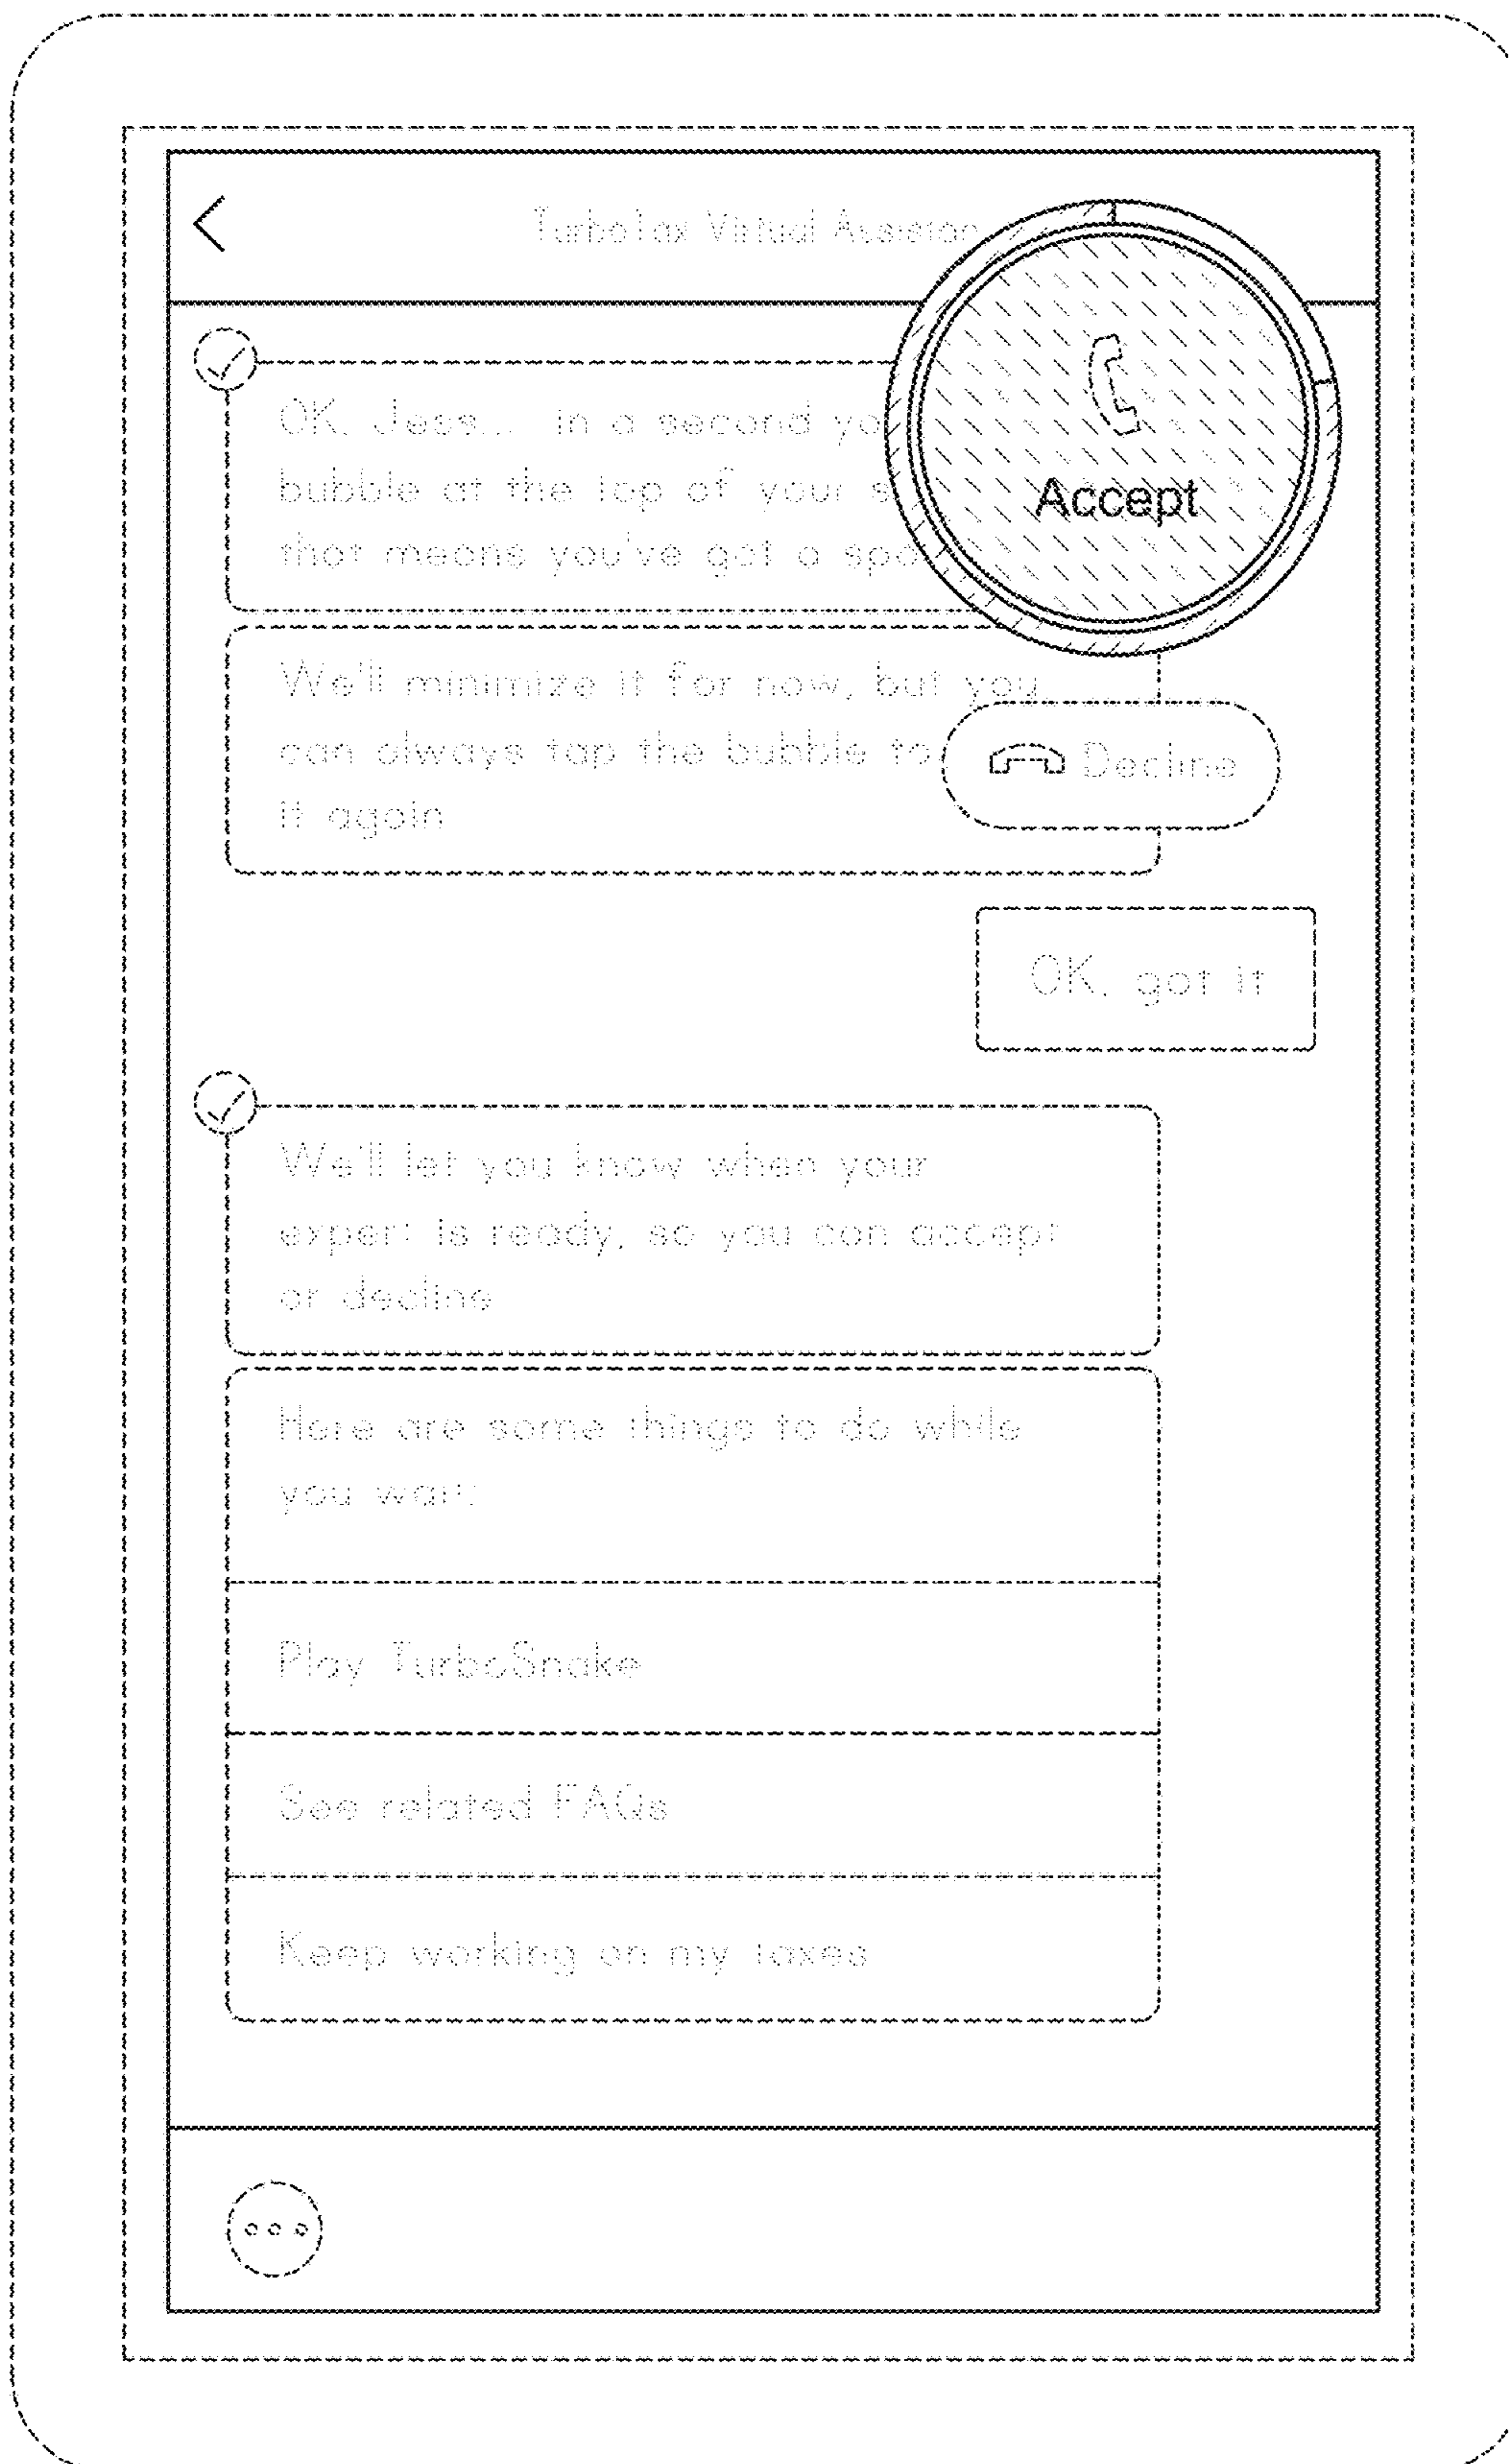 TurboTax Virtual Assistan
OK, Jess... in a second yo
bubble at the top of your s
that means you've got a spo
Accept
We'll minimize it for now, but you
can always tap the bubble to
it again
Decline
OK, got it
We'll let you know when your
expert is ready, so you can accept
or decline
Here are some things to do while
you wait:
Play TurboSnake
See related FAQs
Keep working on my taxes